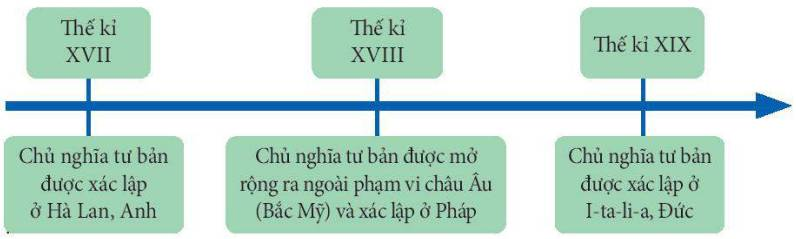 Thế kỉ
XVII
Thế kỉ
XVIII
Thế kỉ XIX
Chủ nghĩa tư bản
được xác lập
ở Hà Lan, Anh
Chủ nghĩa tư bản được mở
rộng ra ngoài phạm vi châu Âu
(Bắc Mỹ) và xác lập ở Pháp
Chủ nghĩa tư bản
được xác lập ở
I-ta-li-a, Đức